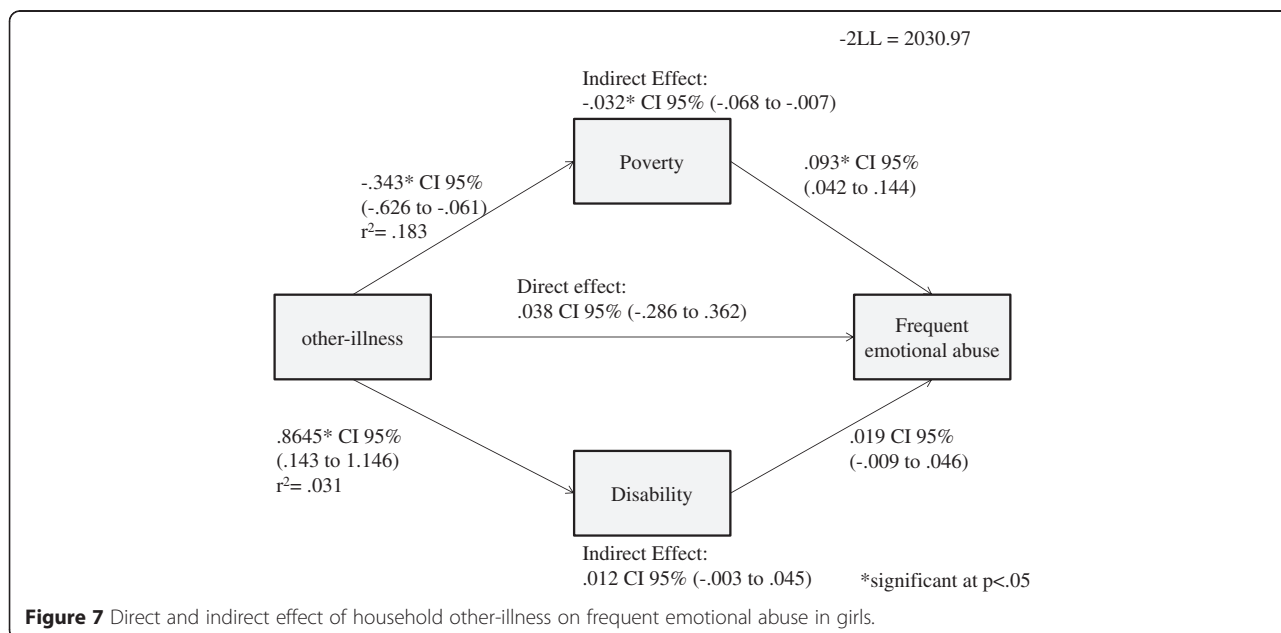 -2LL = 2030.97
Indirect Effect:
-.032* CI 95% (-.068 to -.007)
Poverty
-.343* CI 95%
(-.626 to -.061)
r²= .183
.093* CI 95%
(.042 to .144)
Direct effect:
.038 CI 95% (-.286 to .362)
other-illness
Frequent
emotional abuse
.8645* CI 95%
(.143 to 1.146)
r²= .031
.019 CI 95%
(-.009 to .046)
Disability
Indirect Effect:
.012 CI 95% (-.003 to .045)
*significant at p<.05
Figure 7 Direct and indirect effect of household other-illness on frequent emotional abuse in girls.